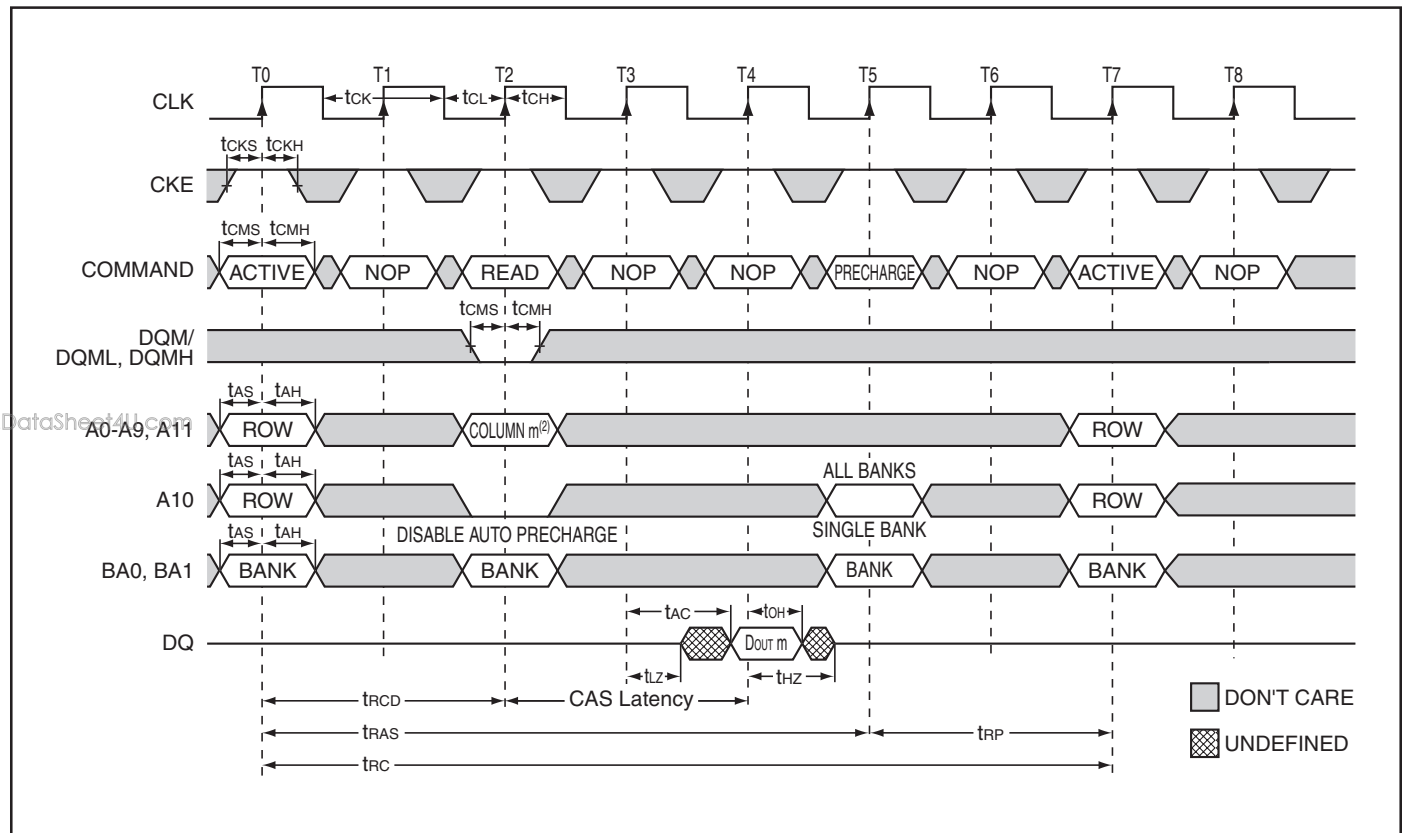 T0 T1 T2 T3 T4 T5 T6 T7 T8
CLK
tCK tCL tCH
tCKS tCKH
CKE
tCMS tCMH
COMMAND ACTIVE NOP READ NOP NOP PRECHARGE NOP ACTIVE NOP
tCMS tCMH
DQM/
DQML, DQMH
tAS tAH
DataSheet4U.com
A0-A9, A11 ROW COLUMN m(2) ROW
tAS tAH
ALL BANKS
A10 ROW ROW
DISABLE AUTO PRECHARGE SINGLE BANK
tAS tAH
BA0, BA1 BANK BANK BANK BANK
tAC tOH
DQ DOUT m
tLZ tHZ
tRCD CAS Latency
DON'T CARE
tRAS tRP
UNDEFINED
tRC